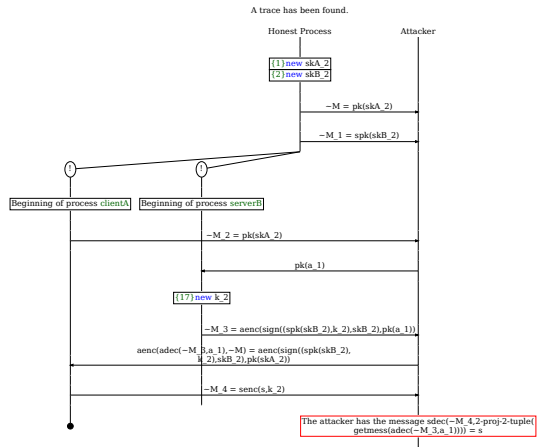 A trace has been found.
Honest Process
Attacker
{1}new skA_2
{2}new skB_2
~M = pk(skA_2)
~M_1 = spk(skB_2)
!
!
Beginning of process clientA
Beginning of process serverB
~M_2 = pk(skA_2)
pk(a_1)
{17}new k_2
~M_3 = aenc(sign((spk(skB_2),k_2),skB_2),pk(a_1))
aenc(adec(~M_3,a_1),~M) = aenc(sign((spk(skB_2),
k_2),skB_2),pk(skA_2))
~M_4 = senc(s,k_2)
The attacker has the message sdec(~M_4,2-proj-2-tuple(
getmess(adec(~M_3,a_1)))) = s